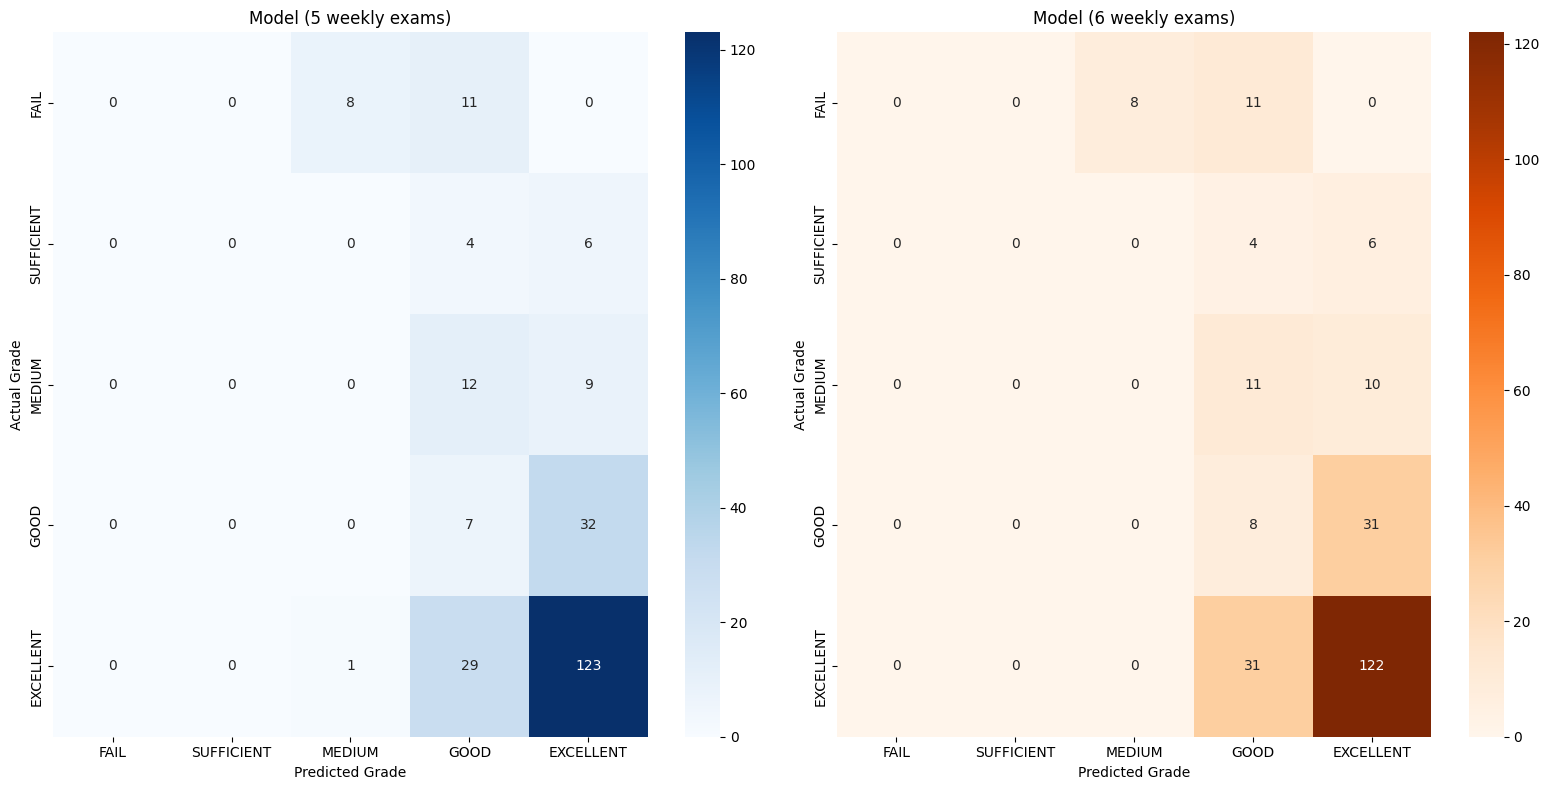 Model (5 weekly exams)
FAIL
0 0 8 11 0
SUFFICIENT
0 0 0 4 6
MEDIUM
0 0 0 12 9
GOOD
0 0 0 7 32
EXCELLENT
0 0 1 29 123
FAIL SUFFICIENT MEDIUM GOOD EXCELLENT
Predicted Grade
Actual Grade
120
100
80
60
40
20
0
Model (6 weekly exams)
FAIL
0 0 8 11 0
SUFFICIENT
0 0 0 4 6
MEDIUM
0 0 0 11 10
GOOD
0 0 0 8 31
EXCELLENT
0 0 0 31 122
FAIL SUFFICIENT MEDIUM GOOD EXCELLENT
Predicted Grade
Actual Grade
120
100
80
60
40
20
0